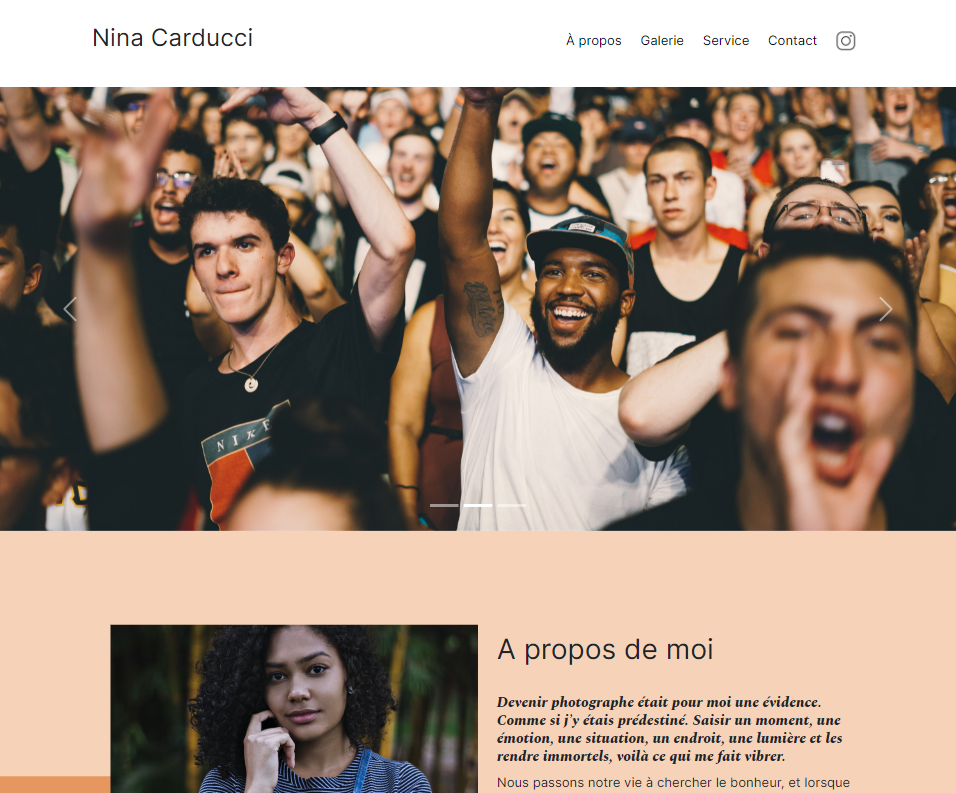 Nina Carducci
À propos Galerie Service Contact
NIKE
A propos de moi
Devenir photographe était pour moi une évidence.
Comme si j'y étais prédestiné. Saisir un moment, une
émotion, une situation, un endroit, une lumière et les
rendre immortels, voilà ce qui me fait vibrer.
Nous passons notre vie à chercher le bonheur, et lorsque